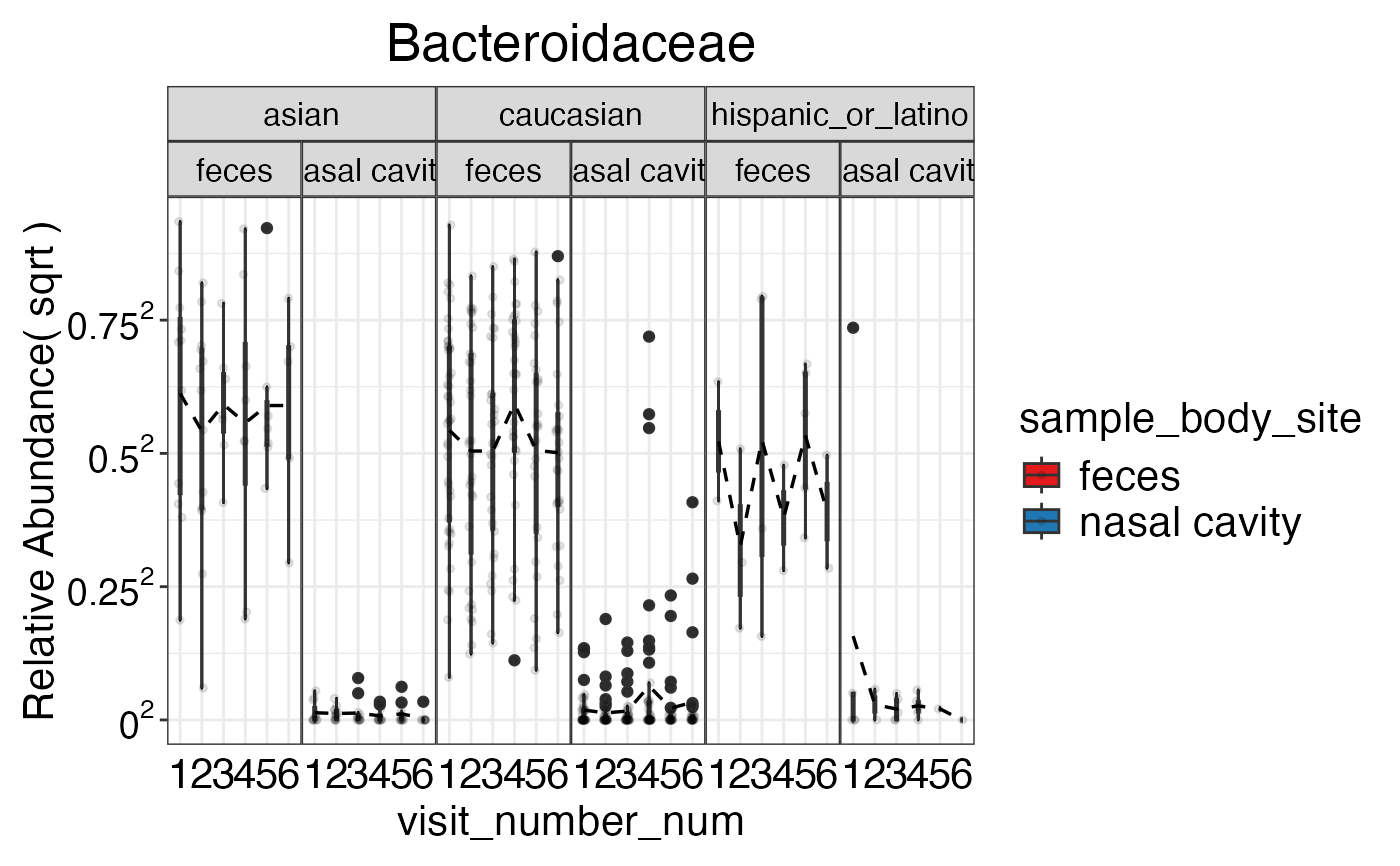 Bacteroidaceae
asian caucasian hispanic_or_latino
feces asal cavit feces asal cavit feces asal cavit
Relative Abundance( sqrt )
0.75²
0.5²
0.25²
0²
123456 123456 123456 123456 123456 123456
visit_number_num
sample_body_site
feces
nasal cavity